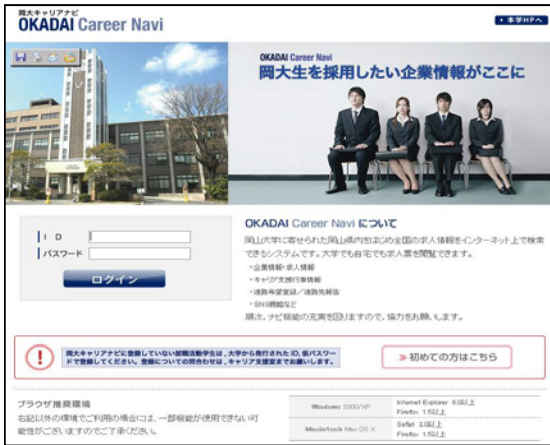 岡大キャリアナビ
OKADAI Career Navi
本学HPへ
OKADAI Career Navi
岡大生を採用したい企業情報がここに
ID
パスワード
ログイン
OKADAI Career Navi について
岡山大学に寄せられた岡山県内をはじめ全国の求人情報をインターネット上で検索
できるシステムです。大学でも自宅でも求人票を閲覧できます。
・企業情報・求人情報
・キャリア支援行事情報
・進路希望登録／進路先報告
・SNS機能など
順次、ナビ機能の充実を図りますので、協力をお願いします。
岡大キャリアナビに登録していない就職活動学生は、大学から発行されたID、仮パスワー
ドで登録してください。登録についての問合わせは、キャリア支援室までお願いします。
初めての方はこちら
ブラウザ推奨環境
右記以外の環境でご利用の場合には、一部機能が使用できない可
能性がございますのでご了承ください。
Windows 2000/XP
Internet Explorer 6.0以上
Firefox 1.5以上
Macintosh Mac OS X
Safari 2.0以上
Firefox 1.5以上